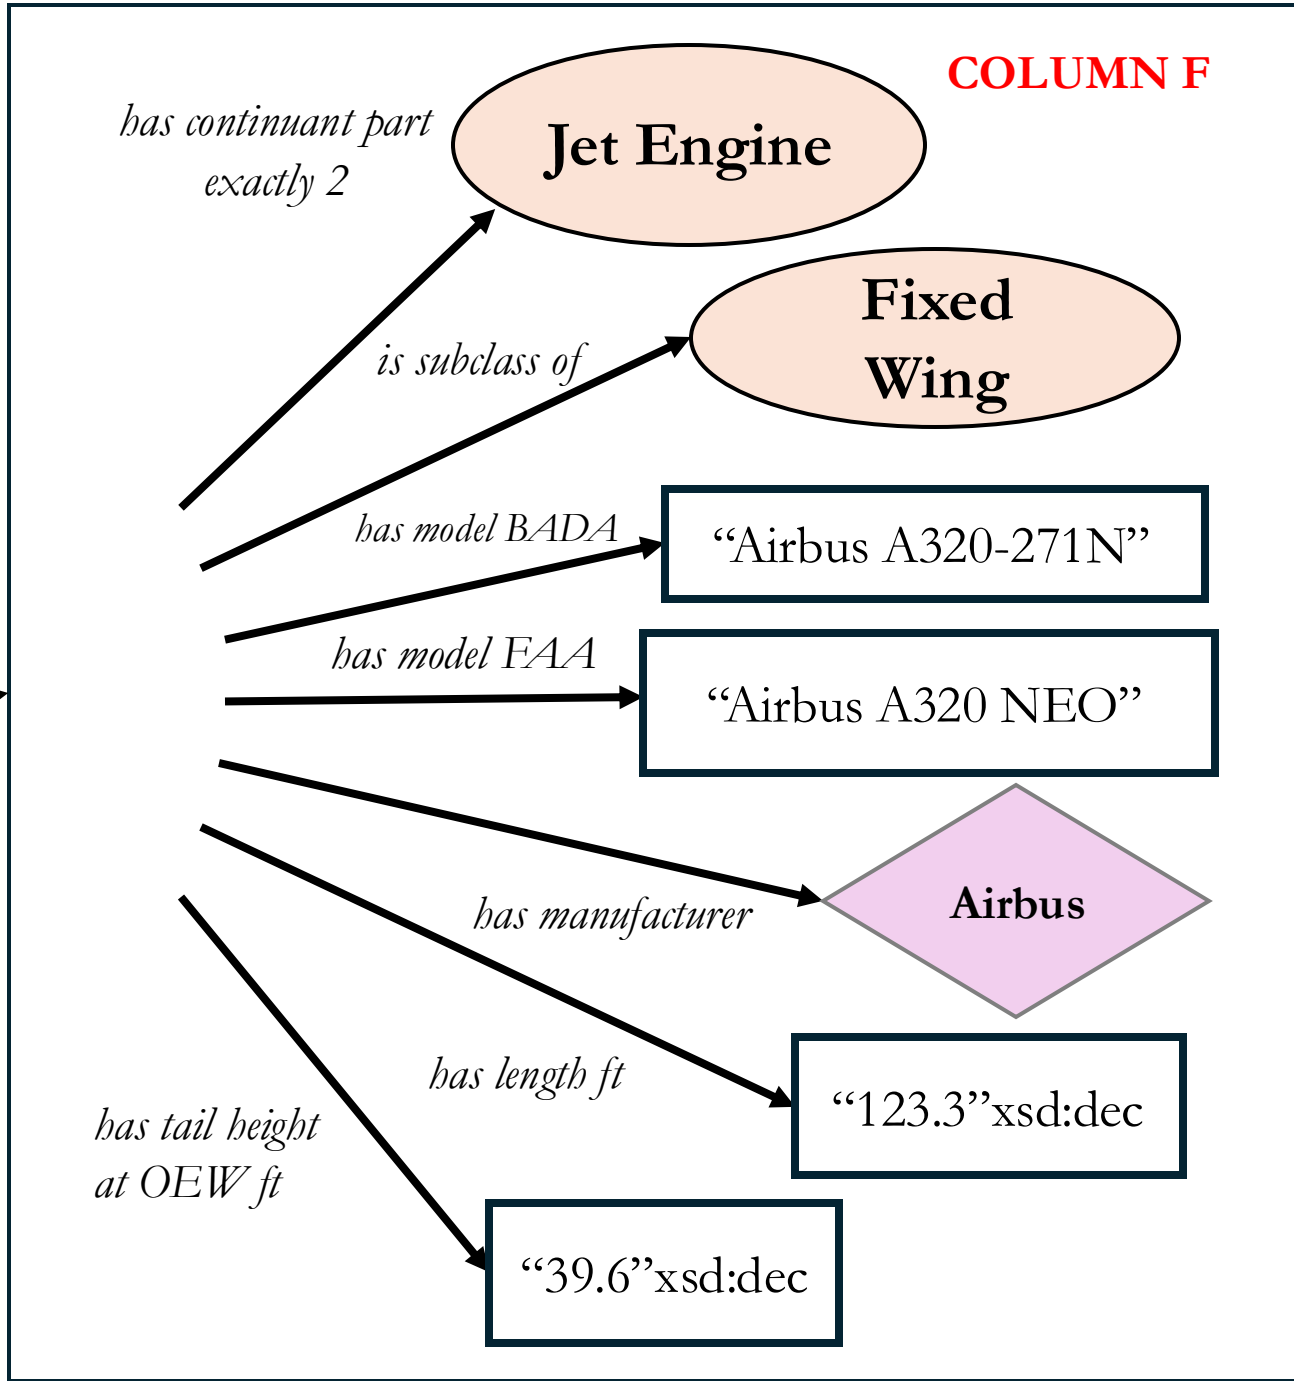 COLUMN F
has continuant part
exactly 2
Jet Engine
is subclass of
Fixed
Wing
has model BADA
“Airbus A320-271N”
has model FAA
“Airbus A320 NEO”
has manufacturer
Airbus
has length ft
“123.3”xsd:dec
has tail height
at OEW ft
“39.6”xsd:dec